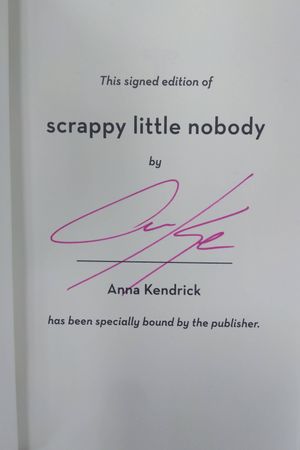 This signed edition of
scrappy little nobody
by
Anna Kendrick
has been specially bound by the publisher.